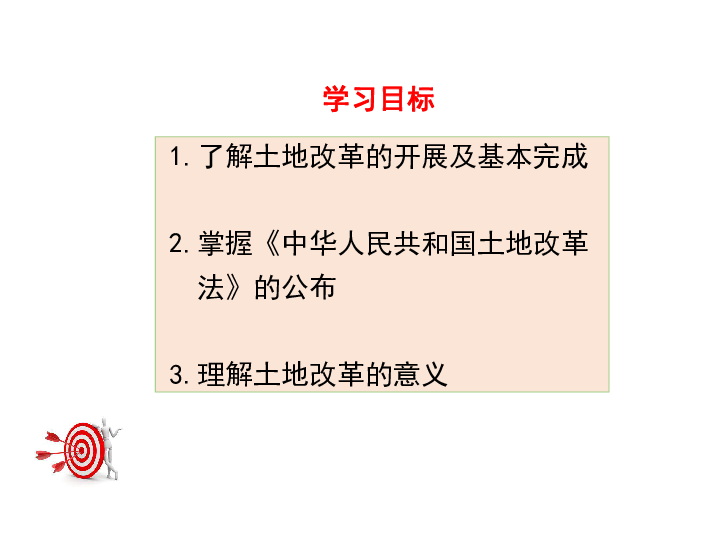 学习目标
1.了解土地改革的开展及基本完成
2.掌握《中华人民共和国土地改革
法》的公布
3.理解土地改革的意义